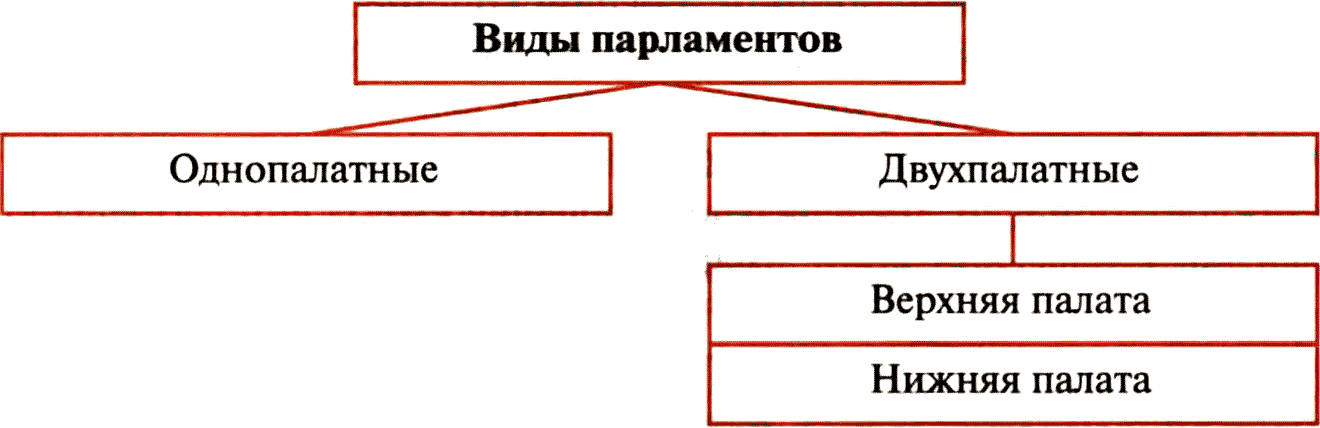 Виды парламентов
Однопалатные
Двухпалатные
Верхняя палата
Нижняя палата